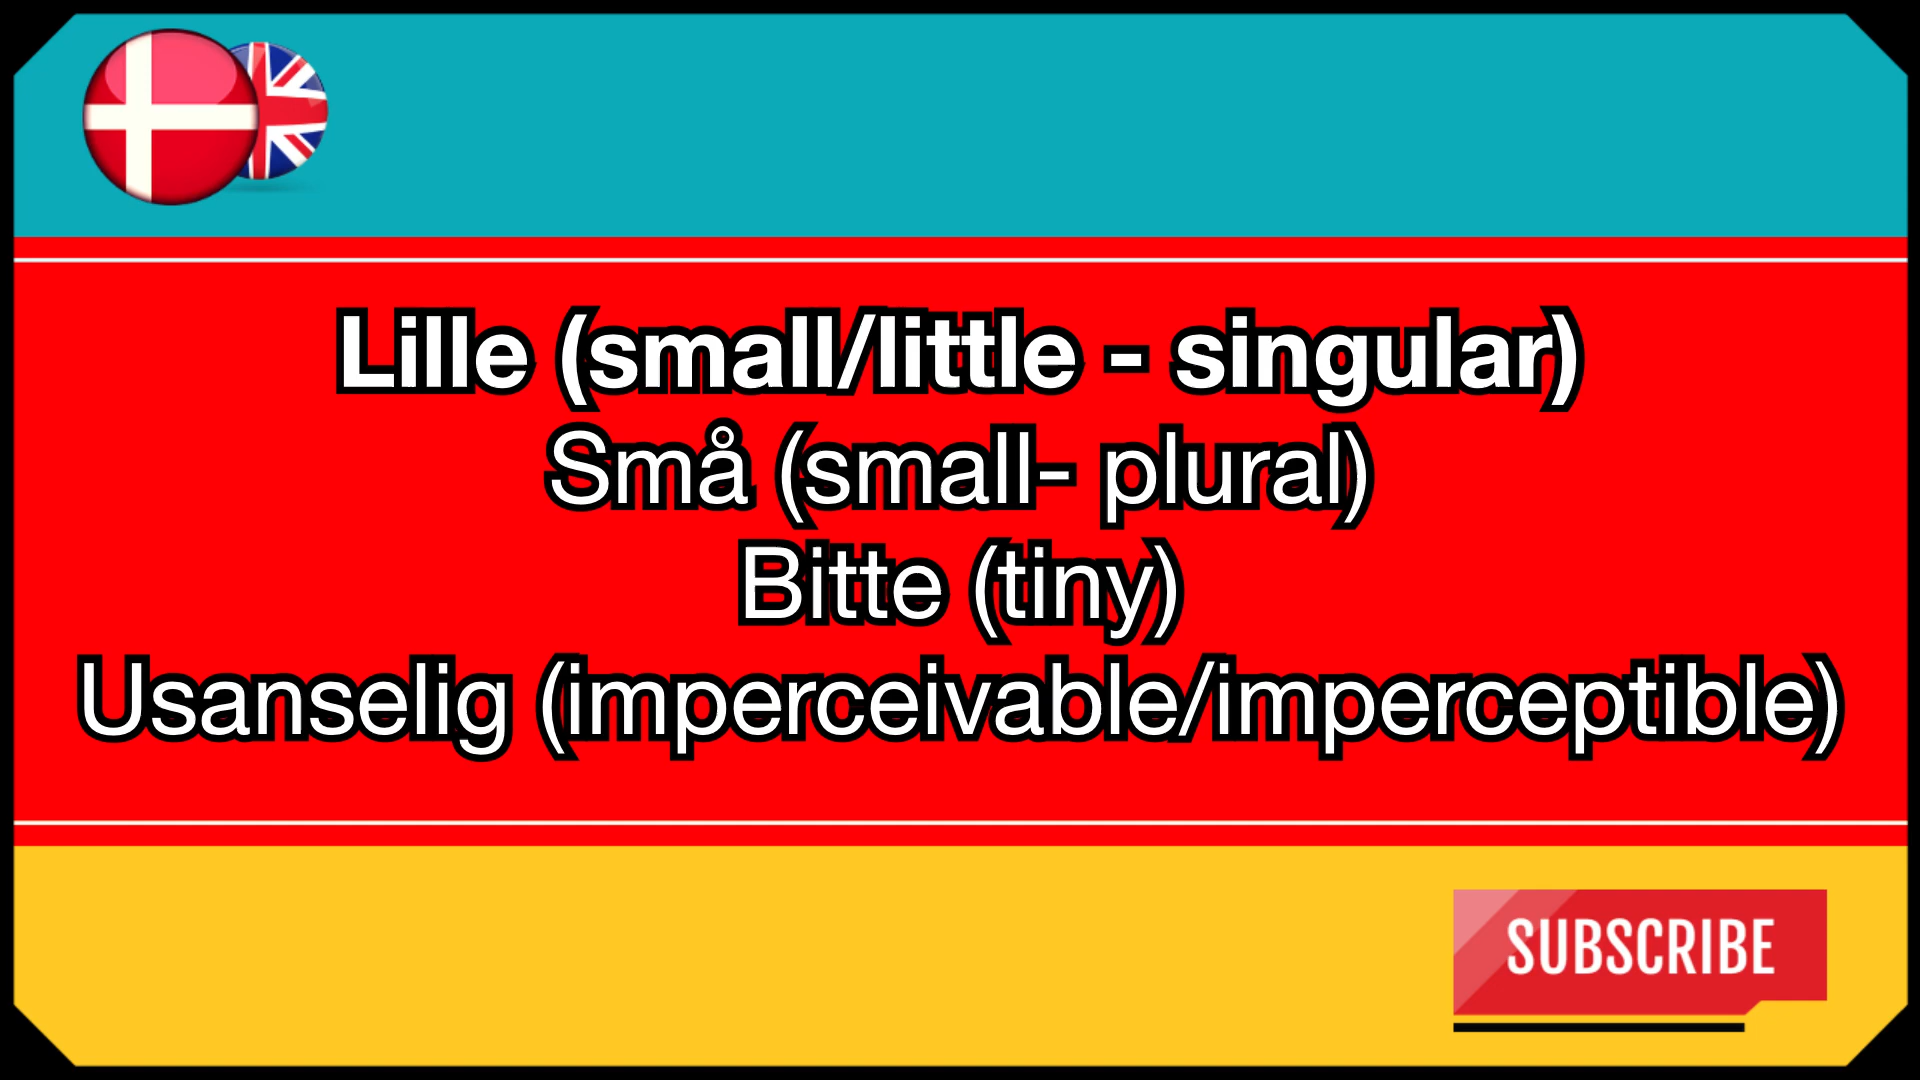 Lille (small/little - singular)
Små (small- plural)
Bitte (tiny)
Usanselig (imperceivable/imperceptible)
SUBSCRIBE